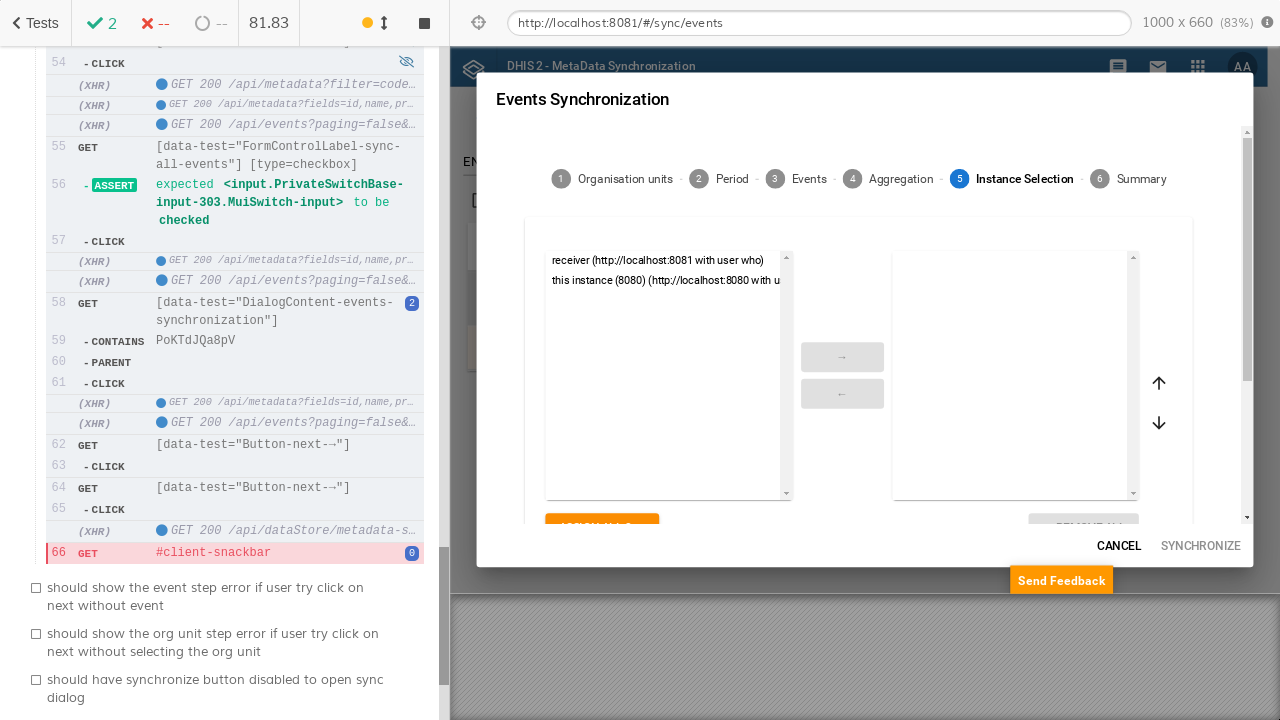 Tests
2
--
--
81.83
http://localhost:8081/#/sync/events
1000 x 660 (83%)
54 -CLICK
(XHR) GET 200 /api/metadata?filter=code…
(XHR) GET 200 /api/metadata?fields=id,name,pr…
(XHR) GET 200 /api/events?paging=false&…
55 GET [data-test="FormControlLabel-sync-
all-events"] [type=checkbox]
56 -ASSERT expected <input.PrivateSwitchBase-
input-303.MuiSwitch-input> to be
checked
57 -CLICK
(XHR) GET 200 /api/metadata?fields=id,name,pr…
(XHR) GET 200 /api/events?paging=false&…
58 GET [data-test="DialogContent-events-
synchronization"] 2
59 -CONTAINS PoKTdJQa8pV
60 -PARENT
61 -CLICK
(XHR) GET 200 /api/metadata?fields=id,name,pr…
(XHR) GET 200 /api/events?paging=false&…
62 GET [data-test="Button-next-→"]
63 -CLICK
64 GET [data-test="Button-next-→"]
65 -CLICK
(XHR) GET 200 /api/dataStore/metadata-s…
66 GET #client-snackbar 0
should show the event step error if user try click on
next without event
should show the org unit step error if user try click on
next without selecting the org unit
should have synchronize button disabled to open sync
dialog
DHIS 2 - MetaData Synchronization
AA
Events Synchronization
1 Organisation units - 2 Period - 3 Events - 4 Aggregation - 5 Instance Selection - 6 Summary
receiver (http://localhost:8081 with user who)
this instance (8080) (http://localhost:8080 with u
→
←
CANCEL
SYNCHRONIZE
Send Feedback